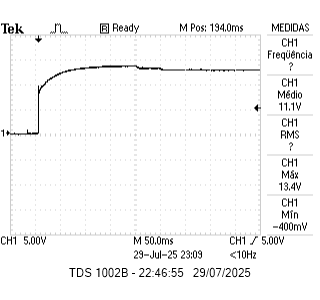 Tek
R Ready
M Pos: 194.0ms
MEDIDAS
CH1
Freqüência
?
CH1
Médio
11.1V
CH1
RMS
?
CH1
Máx
13.4V
CH1
Mín
-400mV
1
CH1 5.00V
M 50.0ms
CH1 / 5.00V
29-Jul-25 23:09
<10Hz
TDS 1002B - 22:46:55 29/07/2025